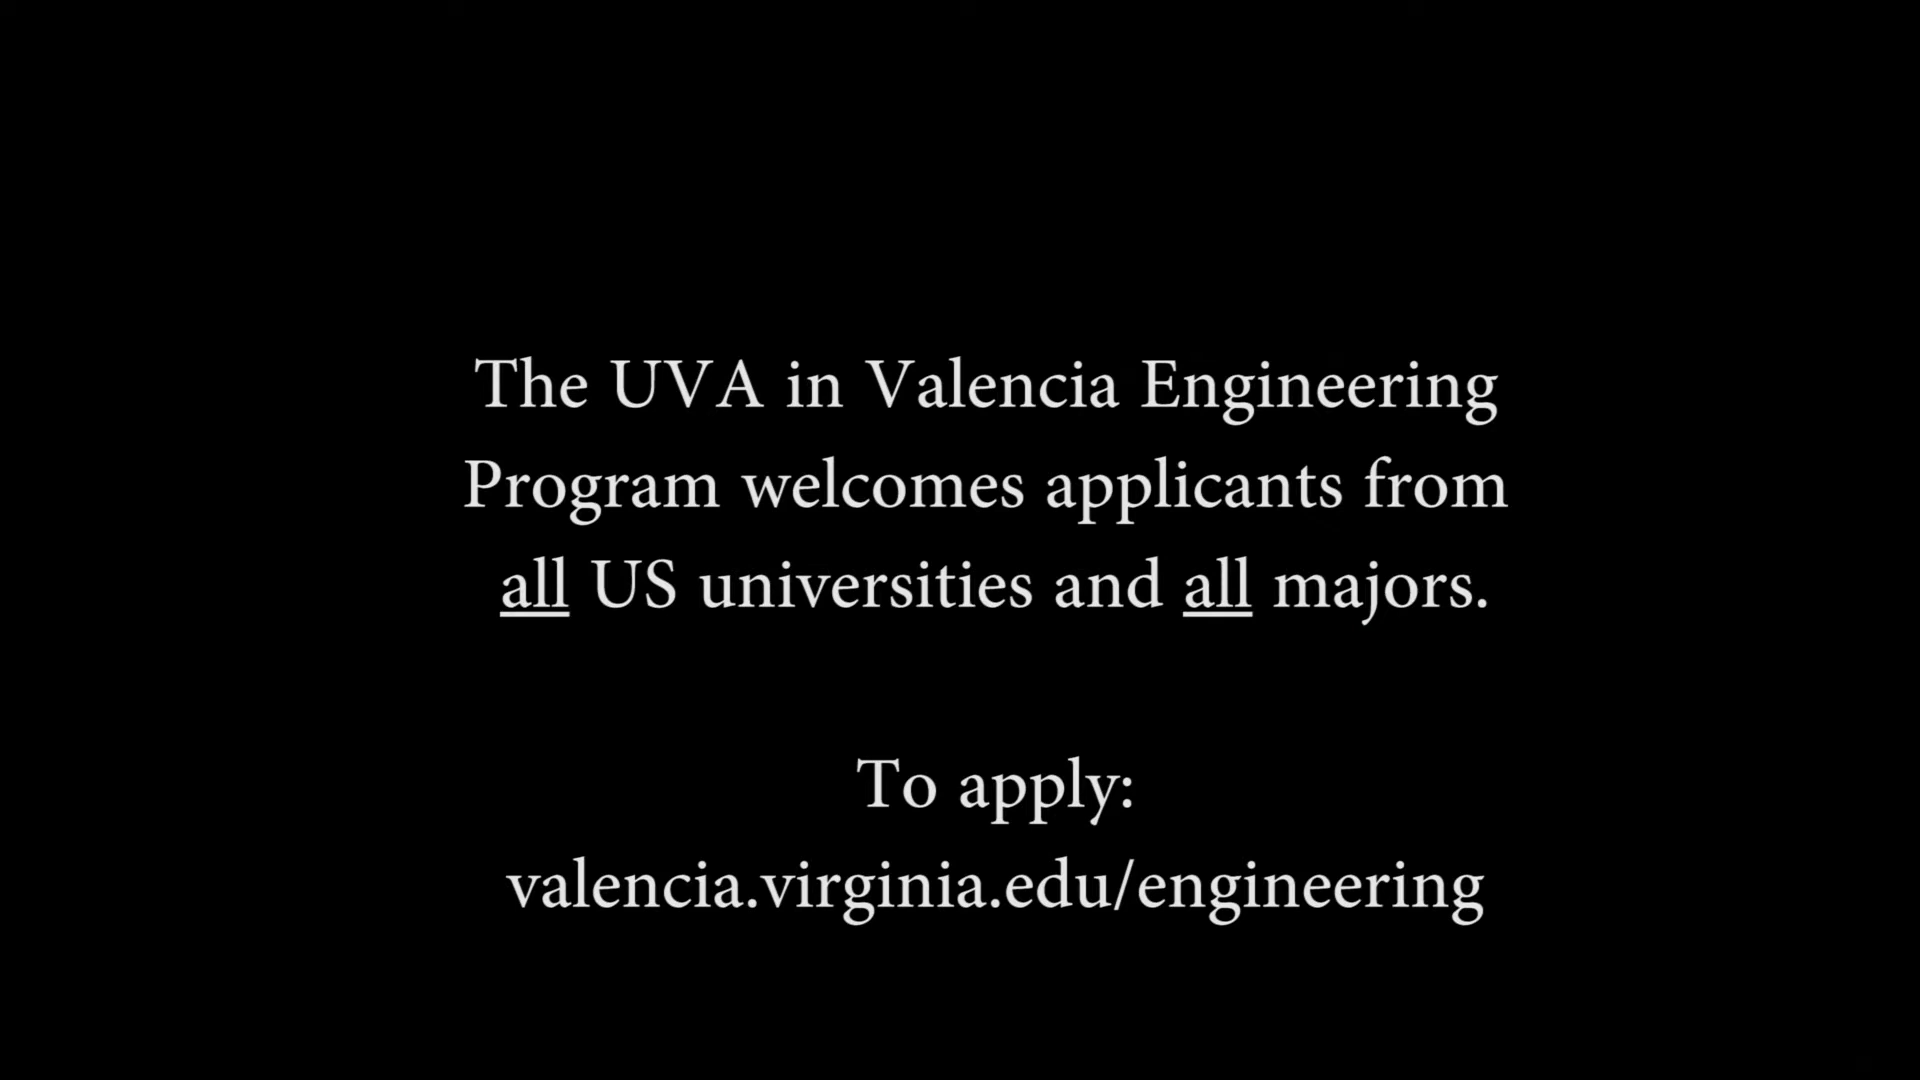 The UVA in Valencia Engineering
Program welcomes applicants from
all US universities and all majors.
To apply:
valencia.virginia.edu/engineering